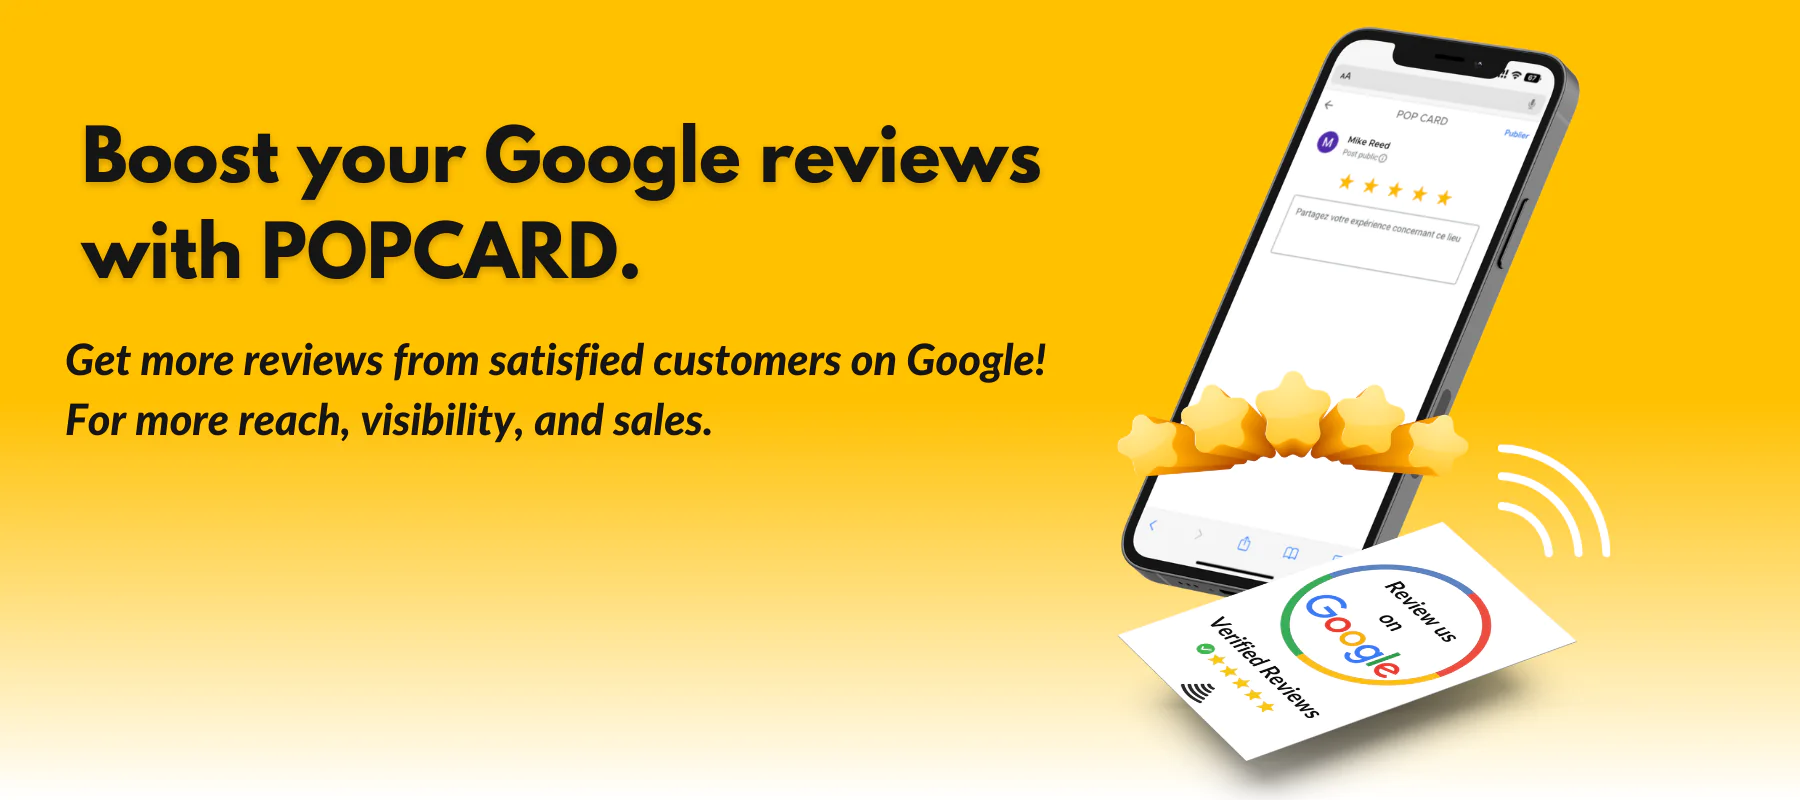 Boost your Google reviews
with POPCARD.
Get more reviews from satisfied customers on Google!
For more reach, visibility, and sales.
67
AA
POP CARD
Publier
M
Mike Reed
Post public
Partagez votre expérience concernant ce lieu
Review us
on
Google
Verified Reviews